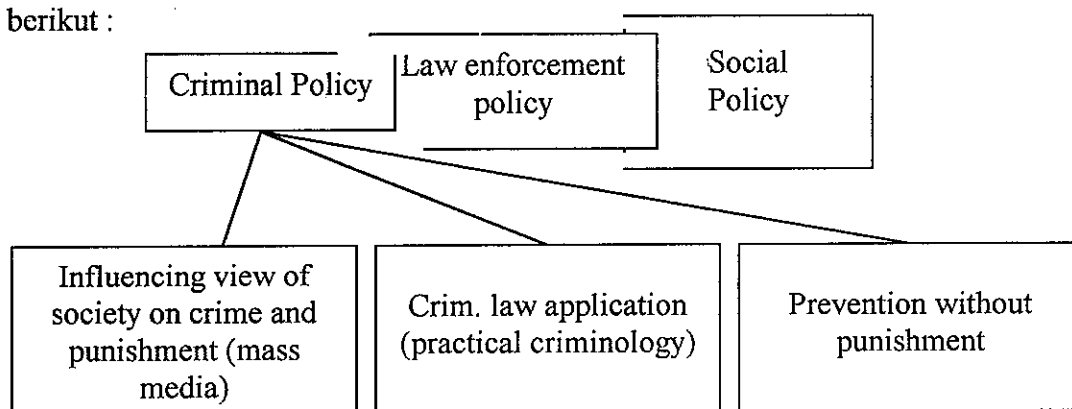 berikut :
Criminal Policy
Law enforcement
policy
Social
Policy
Influencing view of
society on crime and
punishment (mass
media)
Crim. law application
(practical criminology)
Prevention without
punishment